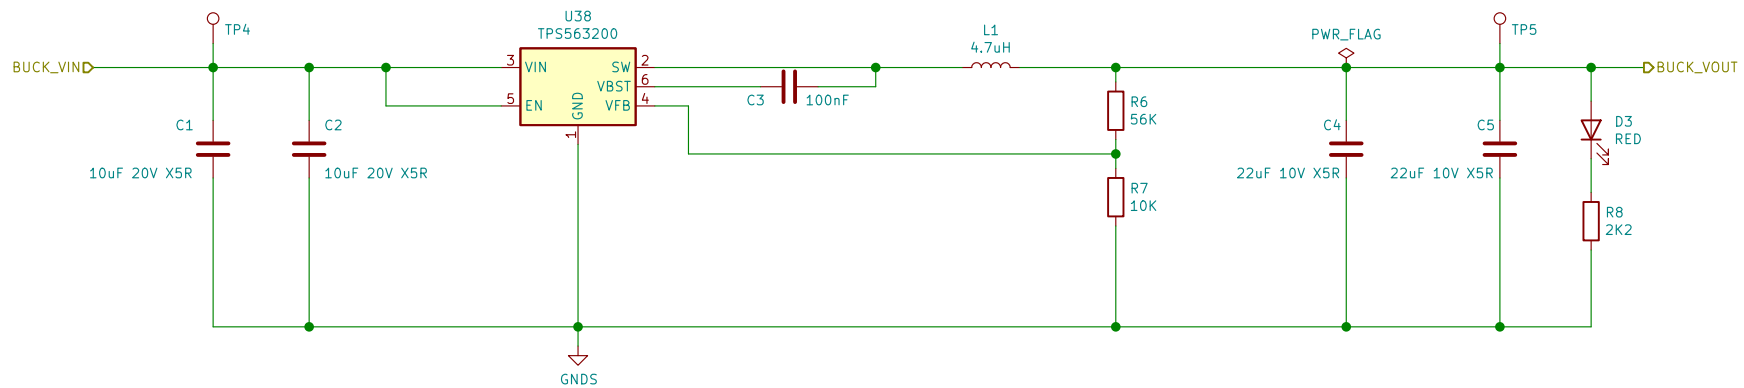 TP4
U38
TPS563200
L1
4.7uH
PWR_FLAG
TP5
BUCK_VIN
3
VIN
SW
2
BUCK_VOUT
VBST
6
C3
100nF
5
EN
GND
VFB
4
1
R6
56K
C1
C2
C4
C5
D3
RED
10uF 20V X5R
10uF 20V X5R
22uF 10V X5R
22uF 10V X5R
R7
10K
R8
2K2
GNDS